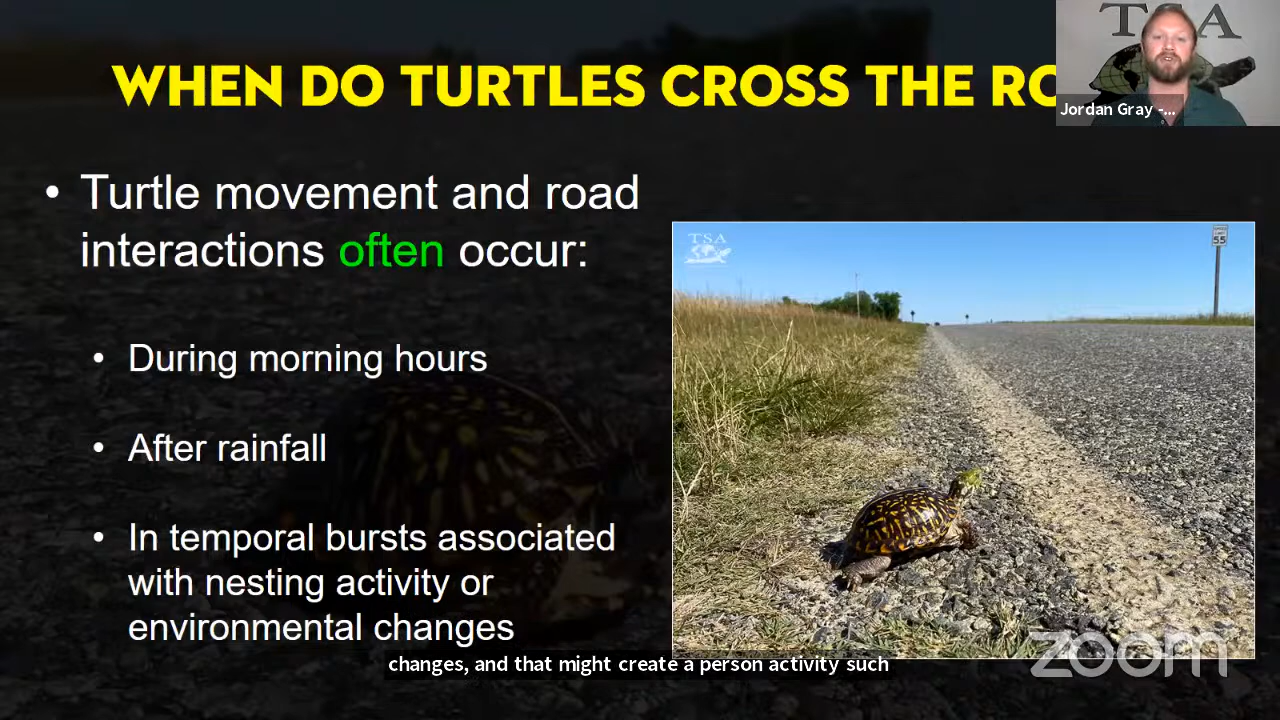 WHEN DO TURTLES CROSS THE RO
TSA
Jordan Gray -...
• Turtle movement and road
interactions often occur:
TSA
55
• During morning hours
• After rainfall
• In temporal bursts associated
with nesting activity or
environmental changes
changes, and that might create a person activity such
zoom